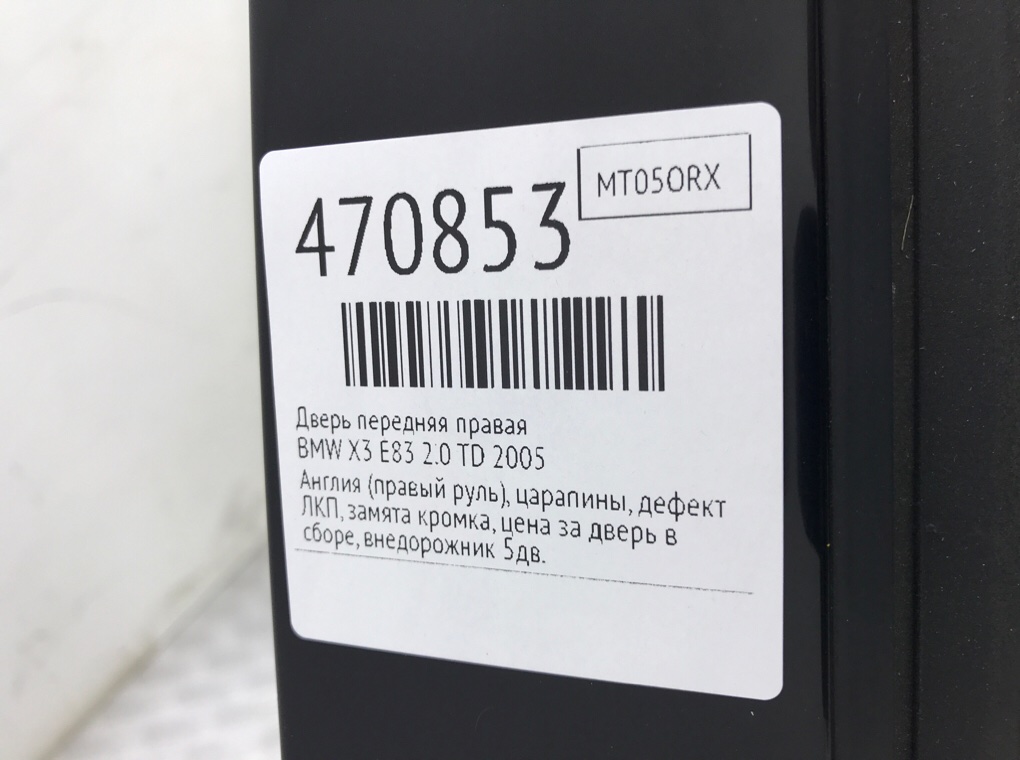 470853
MT05ORX
Дверь передняя правая
BMW X3 E83 2.0 TD 2005
Англия (правый руль), царапины, дефект
ЛКП, замята кромка, цена за дверь в
сборе, внедорожник 5дв.